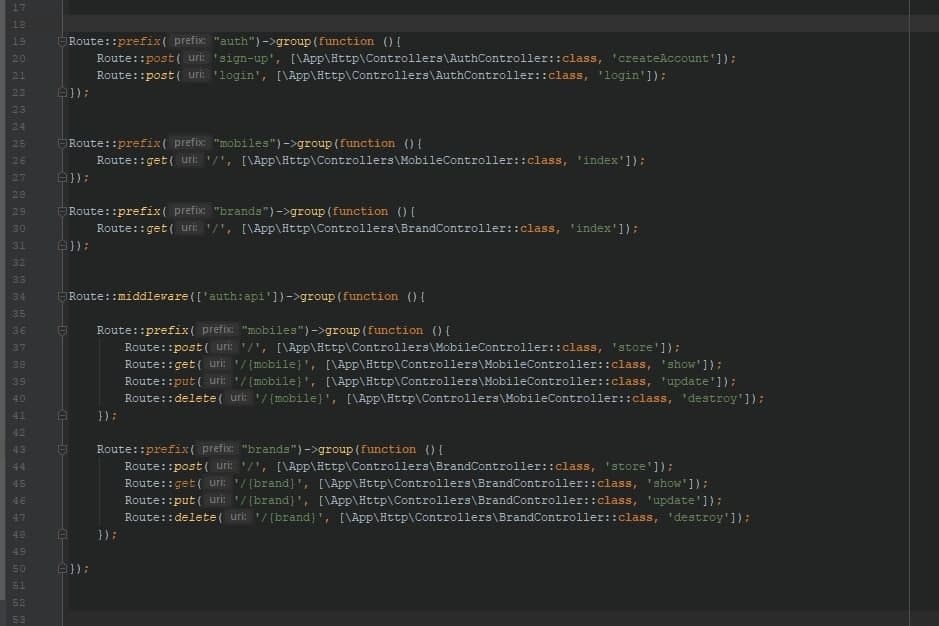 17
18
19 Route::prefix( prefix: "auth")->group(function (){
20 Route::post( uri: 'sign-up', [\App\Http\Controllers\AuthController::class, 'createAccount']);
21 Route::post( uri: 'login', [\App\Http\Controllers\AuthController::class, 'login']);
22 });
23
24
25 Route::prefix( prefix: "mobiles")->group(function (){
26 Route::get( uri: '/', [\App\Http\Controllers\MobileController::class, 'index']);
27 });
28
29 Route::prefix( prefix: "brands")->group(function (){
30 Route::get( uri: '/', [\App\Http\Controllers\BrandController::class, 'index']);
31 });
32
33
34 Route::middleware(['auth:api'])->group(function (){
35
36 Route::prefix( prefix: "mobiles")->group(function (){
37 Route::post( uri: '/', [\App\Http\Controllers\MobileController::class, 'store']);
38 Route::get( uri: '/{mobile}', [\App\Http\Controllers\MobileController::class, 'show']);
39 Route::put( uri: '/{mobile}', [\App\Http\Controllers\MobileController::class, 'update']);
40 Route::delete( uri: '/{mobile}', [\App\Http\Controllers\MobileController::class, 'destroy']);
41 });
42
43 Route::prefix( prefix: "brands")->group(function (){
44 Route::post( uri: '/', [\App\Http\Controllers\BrandController::class, 'store']);
45 Route::get( uri: '/{brand}', [\App\Http\Controllers\BrandController::class, 'show']);
46 Route::put( uri: '/{brand}', [\App\Http\Controllers\BrandController::class, 'update']);
47 Route::delete( uri: '/{brand}', [\App\Http\Controllers\BrandController::class, 'destroy']);
48 });
49
50 });
51
52
53